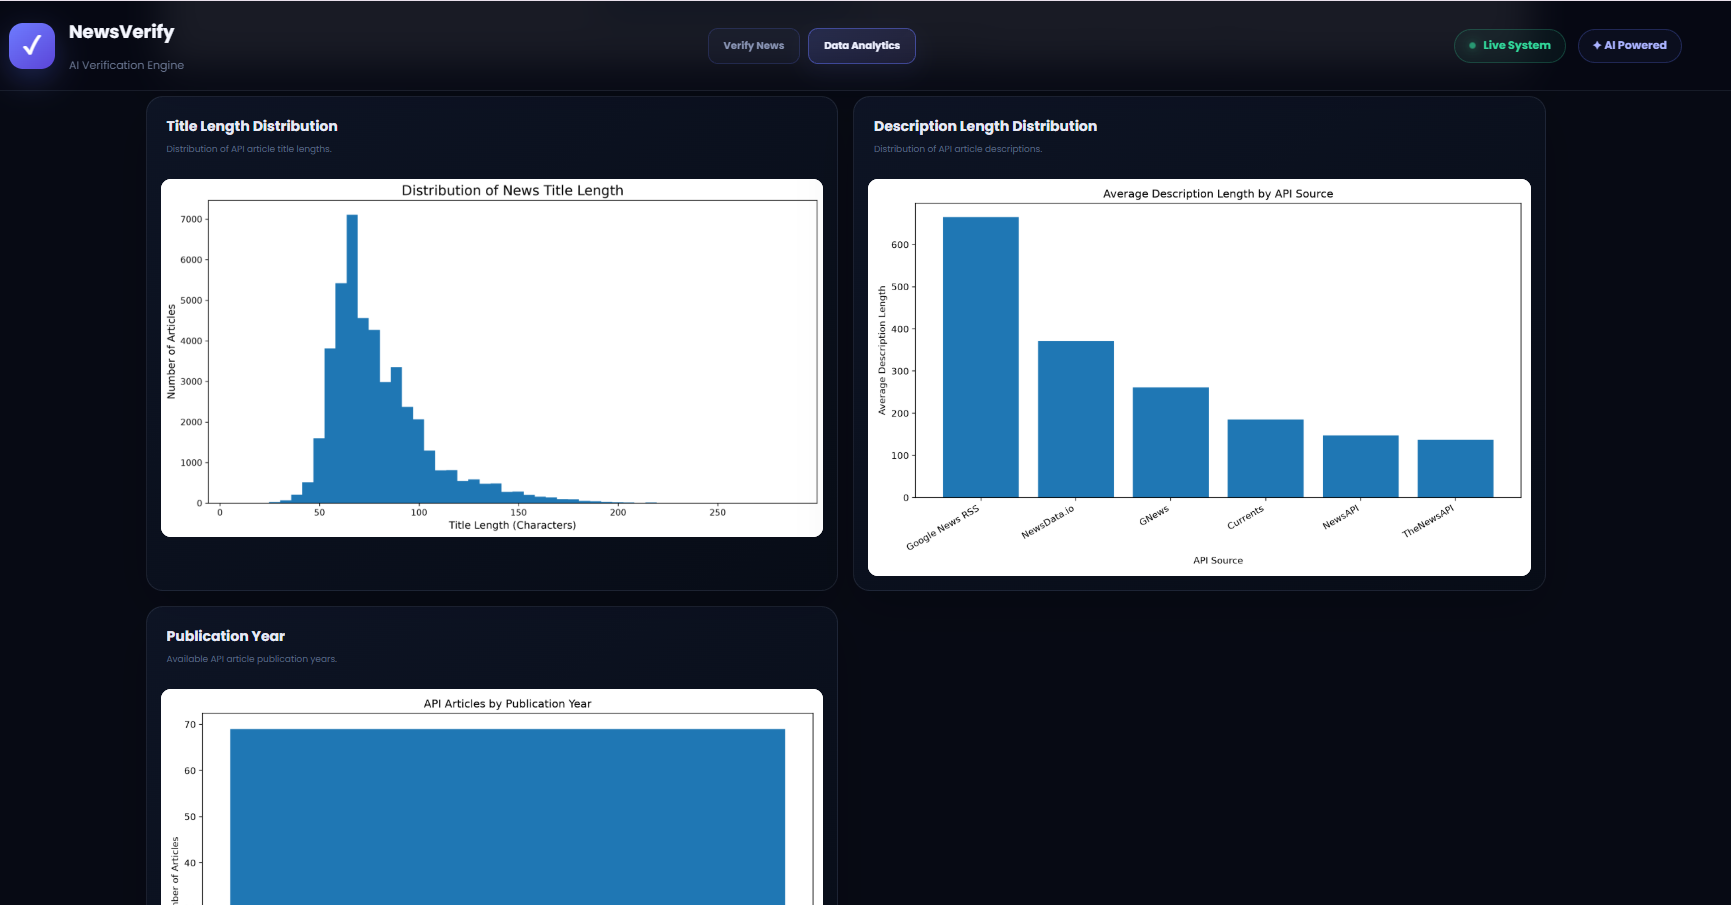 NewsVerify
AI Verification Engine
Verify News
Data Analytics
Live System
✦ AI Powered
Title Length Distribution
Distribution of API article title lengths.
Distribution of News Title Length
7000
6000
5000
4000
3000
2000
1000
0
Number of Articles
0 50 100 150 200 250
Title Length (Characters)
Description Length Distribution
Distribution of API article descriptions.
Average Description Length by API Source
600
500
400
300
200
100
0
Average Description Length
Google News RSS NewsData.io GNews Currents NewsAPI TheNewsAPI
API Source
Publication Year
Available API article publication years.
API Articles by Publication Year
70
60
50
40
of Articles